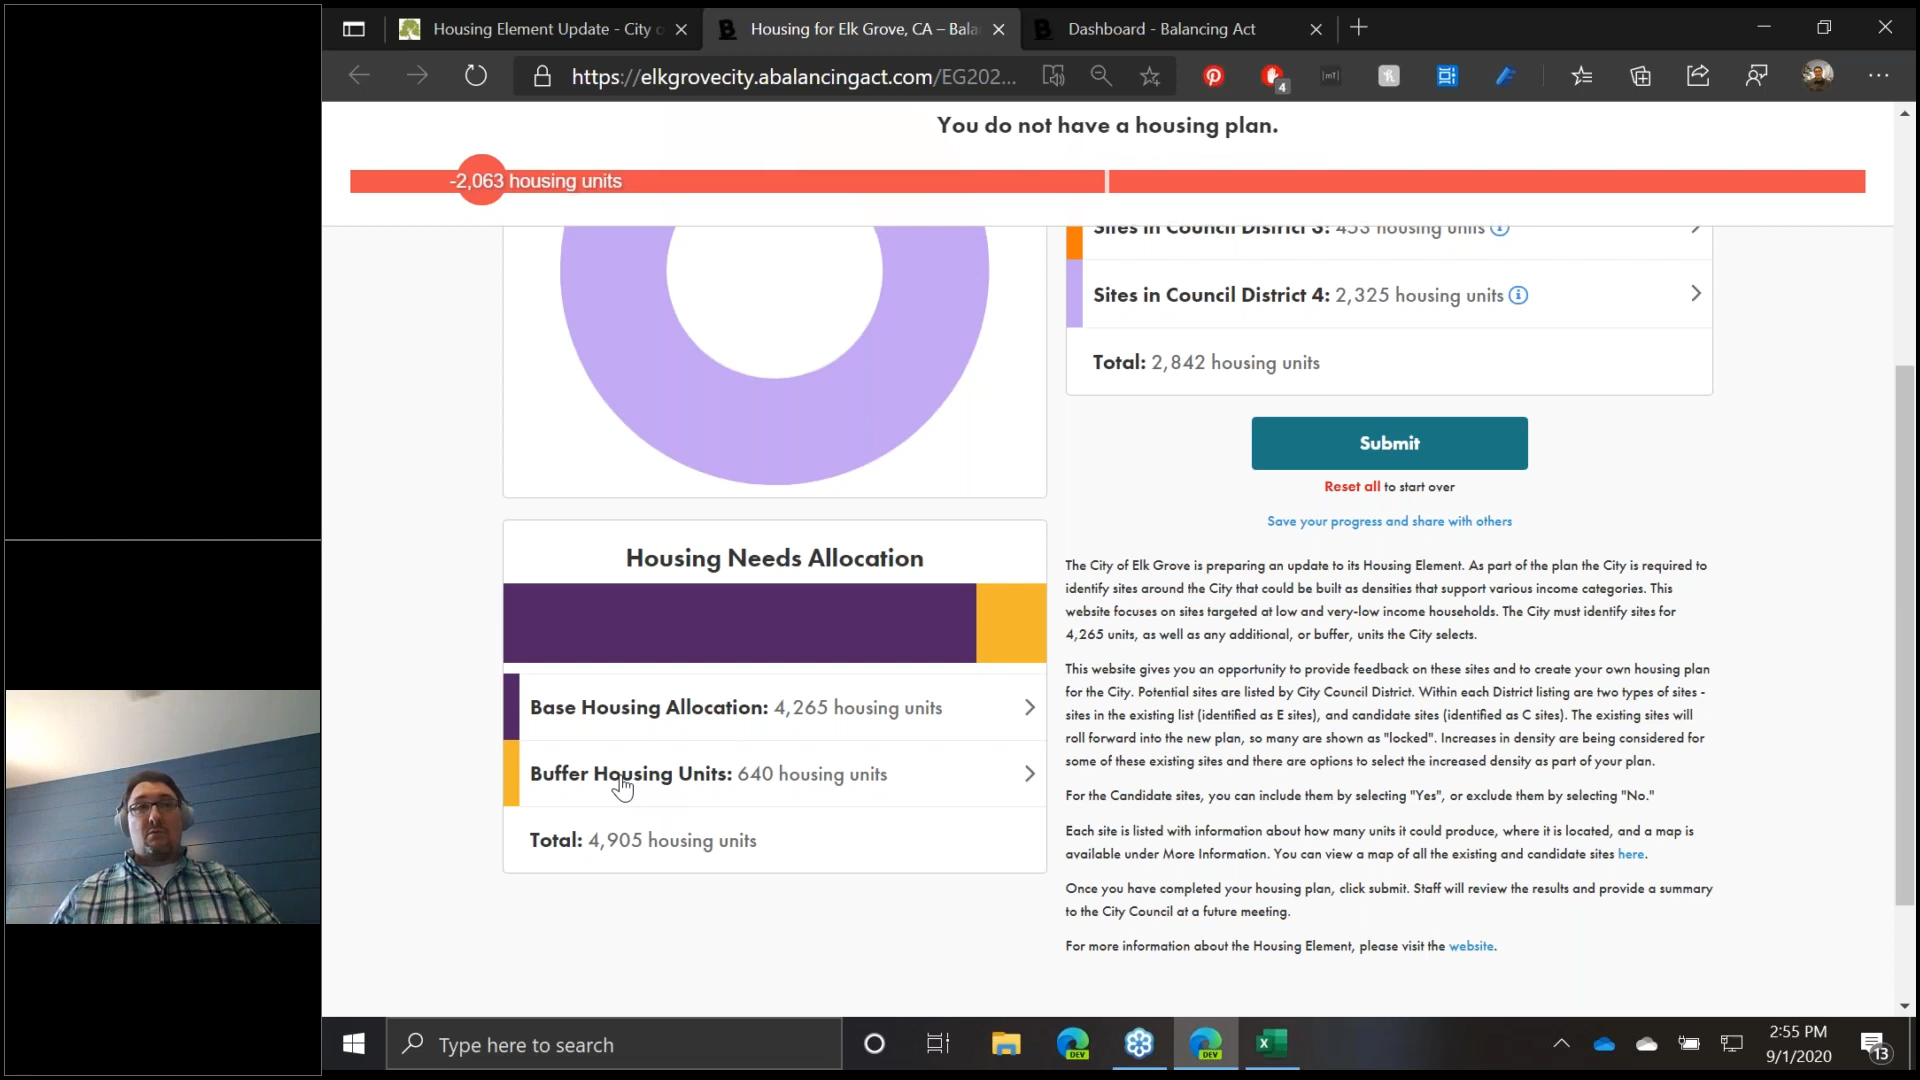 Housing Element Update - City o
Housing for Elk Grove, CA – Bala
Dashboard - Balancing Act
https://elkgrovecity.abalancingact.com/EG202...
4
mT
You do not have a housing plan.
-2,063 housing units
Sites in Council District 3: 453 housing units
Sites in Council District 4: 2,325 housing units
Total: 2,842 housing units
Submit
Reset all to start over
Save your progress and share with others
Housing Needs Allocation
Base Housing Allocation: 4,265 housing units
Buffer Housing Units: 640 housing units
Total: 4,905 housing units
The City of Elk Grove is preparing an update to its Housing Element. As part of the plan the City is required to
identify sites around the City that could be built as densities that support various income categories. This
website focuses on sites targeted at low and very-low income households. The City must identify sites for
4,265 units, as well as any additional, or buffer, units the City selects.
This website gives you an opportunity to provide feedback on these sites and to create your own housing plan
for the City. Potential sites are listed by City Council District. Within each District listing are two types of sites -
sites in the existing list (identified as E sites), and candidate sites (identified as C sites). The existing sites will
roll forward into the new plan, so many are shown as "locked". Increases in density are being considered for
some of these existing sites and there are options to select the increased density as part of your plan.
For the Candidate sites, you can include them by selecting "Yes", or exclude them by selecting "No."
Each site is listed with information about how many units it could produce, where it is located, and a map is
available under More Information. You can view a map of all the existing and candidate sites here.
Once you have completed your housing plan, click submit. Staff will review the results and provide a summary
to the City Council at a future meeting.
For more information about the Housing Element, please visit the website.
Type here to search
DEV
DEV
2:55 PM
9/1/2020
13